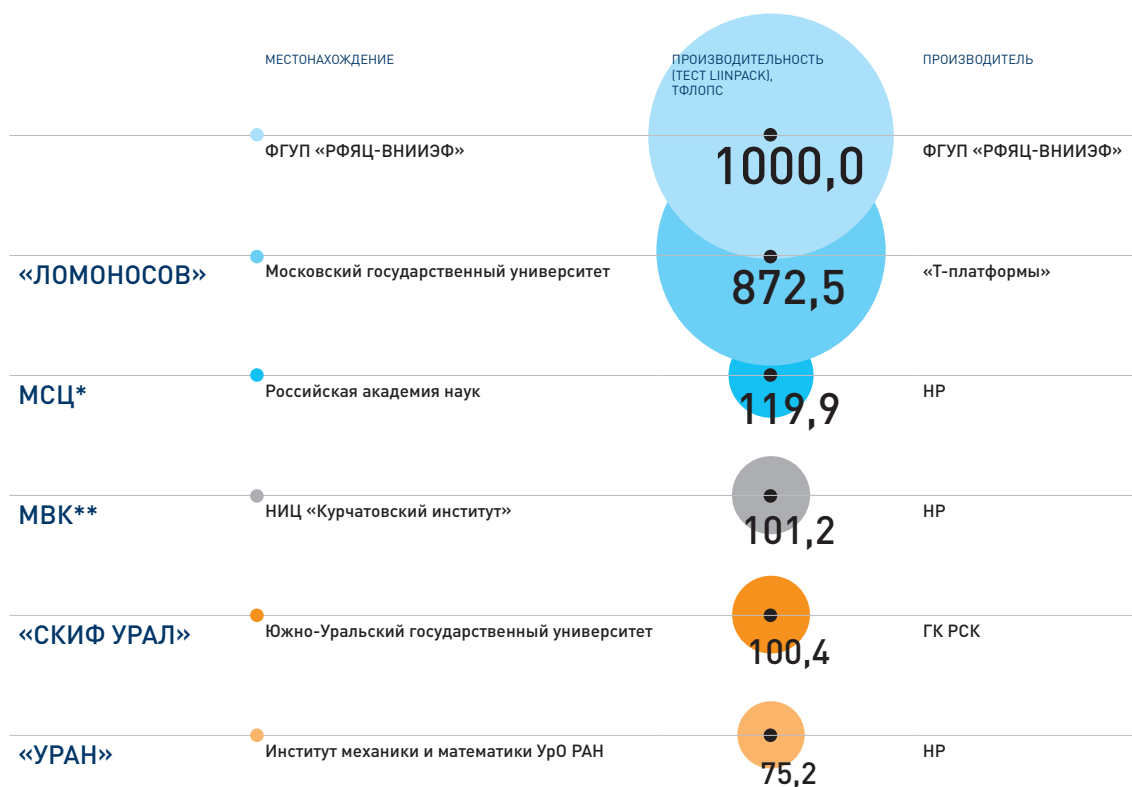 МЕСТОНАХОЖДЕНИЕ
ПРОИЗВОДИТЕЛЬНОСТЬ
(ТЕСТ LIINPACK),
ТФЛОПС
ПРОИЗВОДИТЕЛЬ
ФГУП «РФЯЦ-ВНИИЭФ»
1000,0
ФГУП «РФЯЦ-ВНИИЭФ»
«ЛОМОНОСОВ»
Московский государственный университет
872,5
«Т-платформы»
МСЦ*
Российская академия наук
119,9
HP
МВК**
НИЦ «Курчатовский институт»
101,2
HP
«СКИФ УРАЛ»
Южно-Уральский государственный университет
100,4
ГК РСК
«УРАН»
Институт механики и математики УрО РАН
75,2
HP